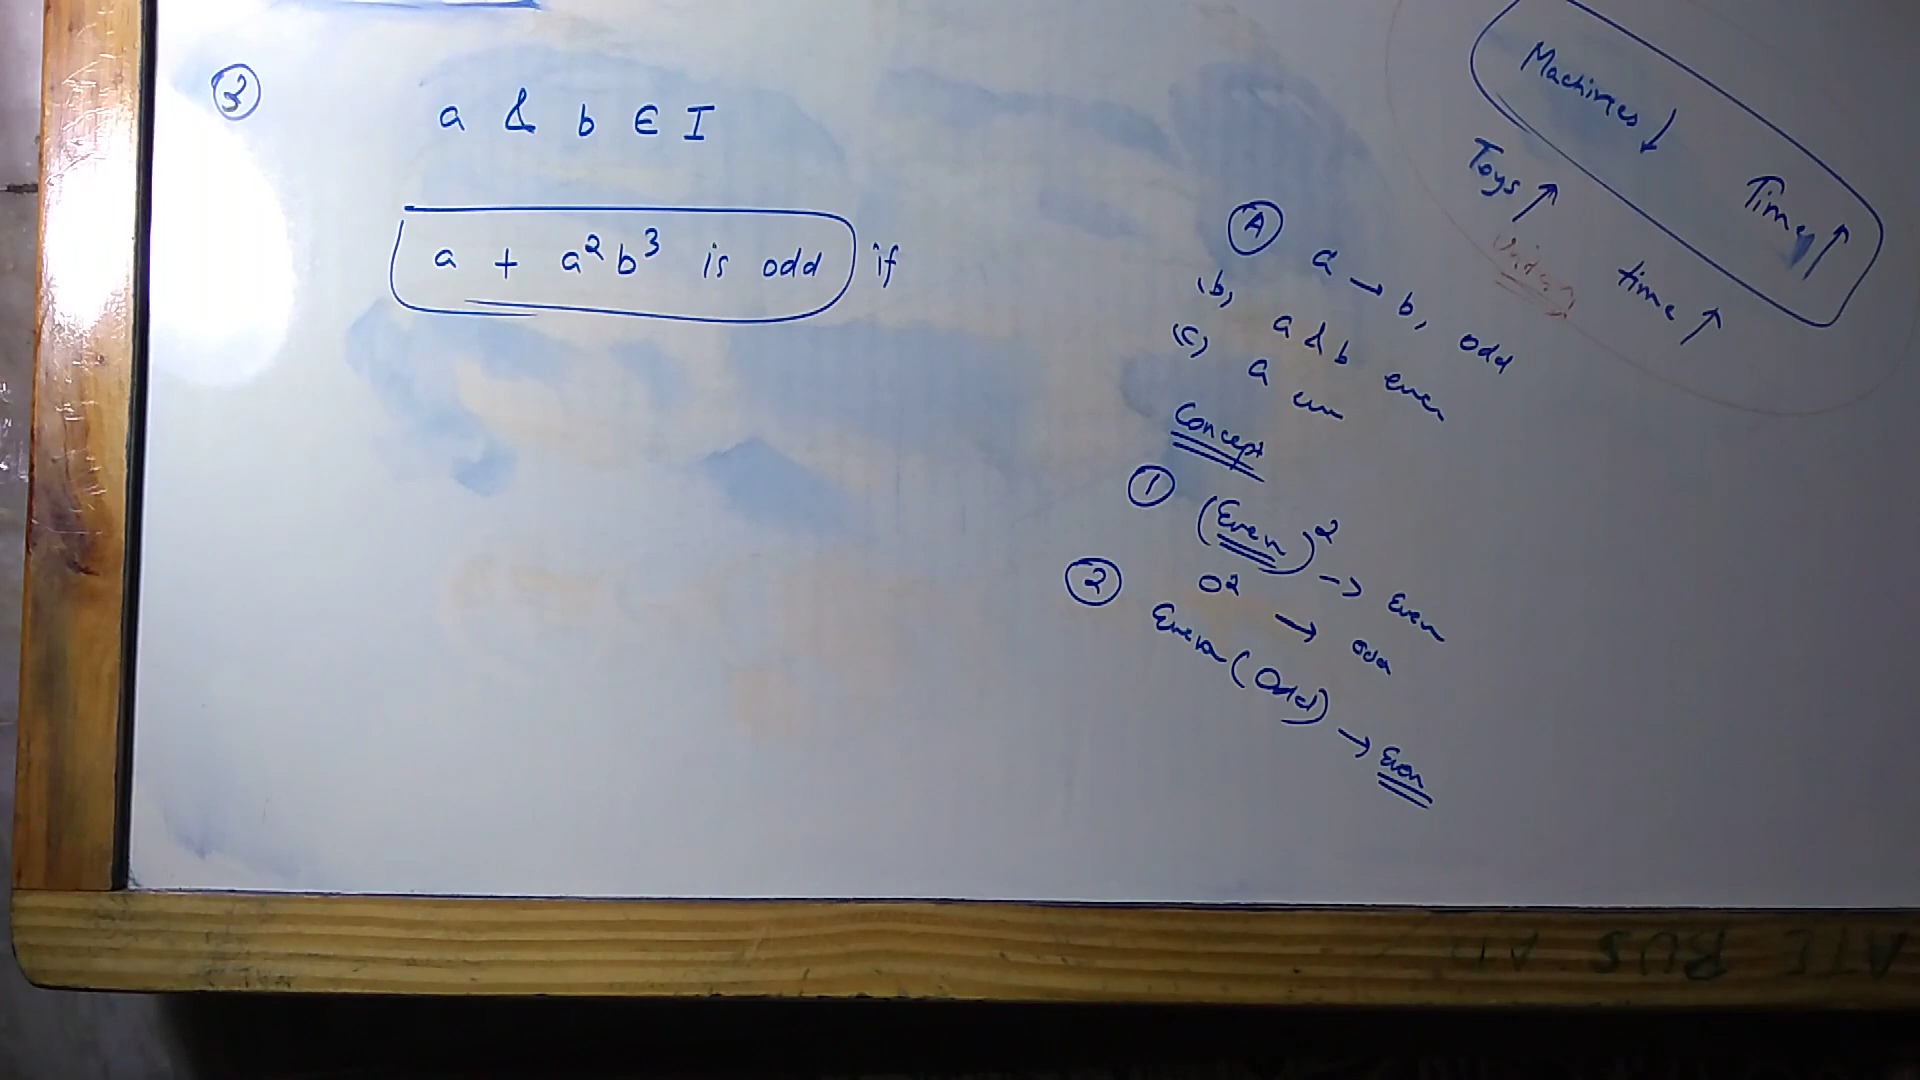 3
a & b ∈ I
a + a²b³ is odd if
Machines ↓ Time ↑
Toys ↑ time ↑
A a → b, odd
(b) a & b even
(c) a
Concept
1 (Even)² → Even
O² → odd
2 Even (Odd) → Even